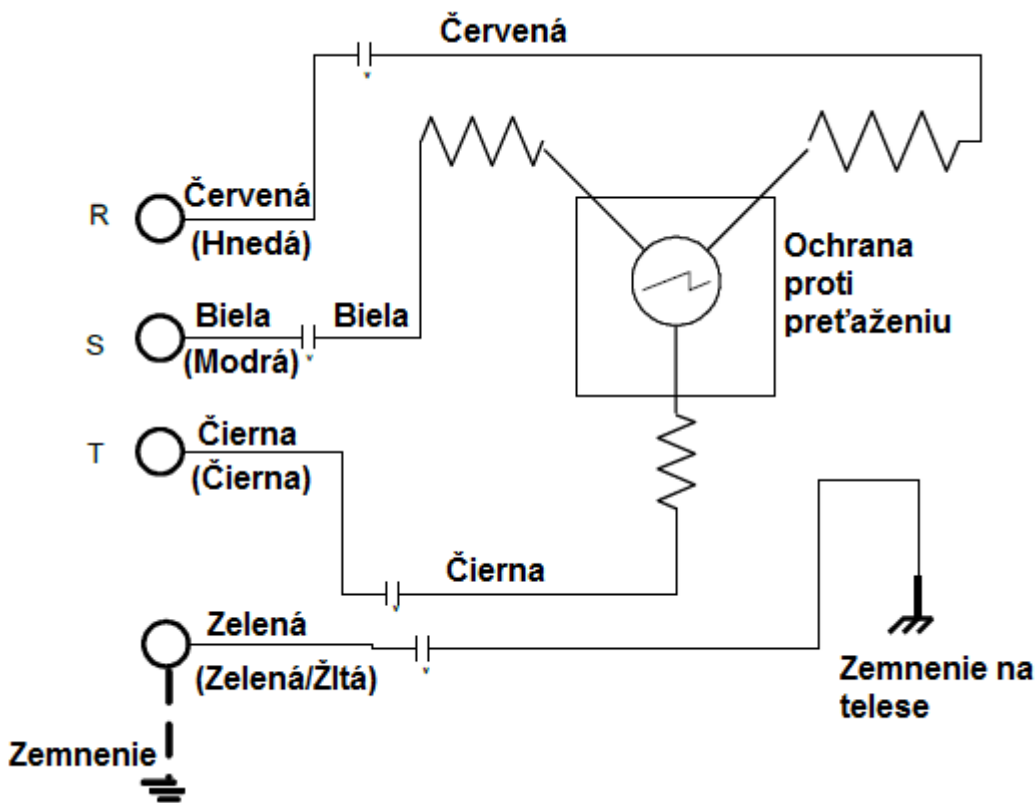 Červená
R
Červená
(Hnedá)
Ochrana
proti
preťaženiu
S
Biela
Biela
(Modrá)
T
Čierna
(Čierna)
Čierna
Zelená
(Zelená/Žltá)
Zemnenie na
telese
Zemnenie